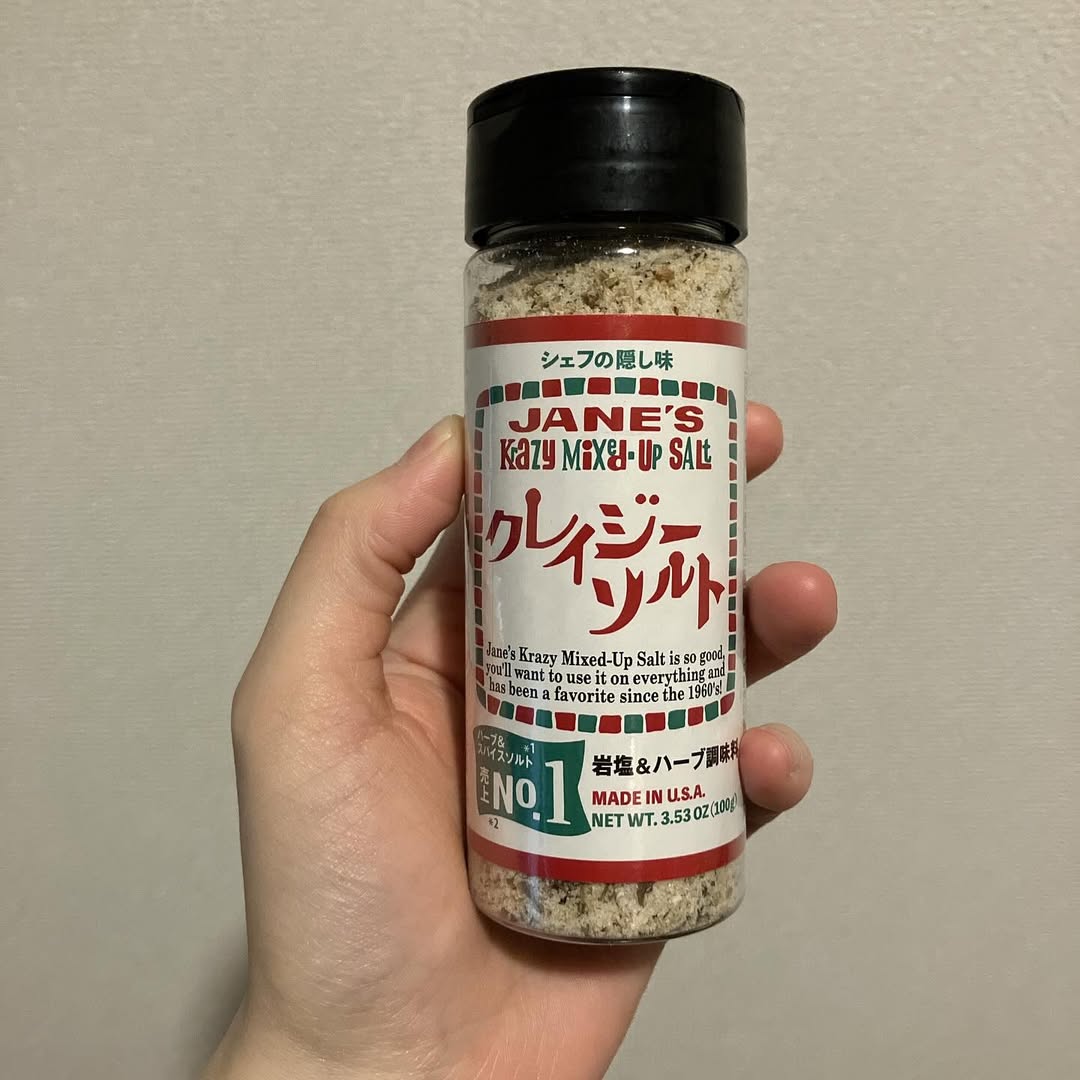 シェフの隠し味
JANE'S
Krazy Mixed-Up Salt
クレイジー
ソルト
Jane's Krazy Mixed-Up Salt is so good,
you'll want to use it on everything and
has been a favorite since the 1960's!
ハーブ&
スパイスソルト ※1
売上 No.1
※2
岩塩&ハーブ調味料
MADE IN U.S.A.
NET WT. 3.53 OZ (100g)